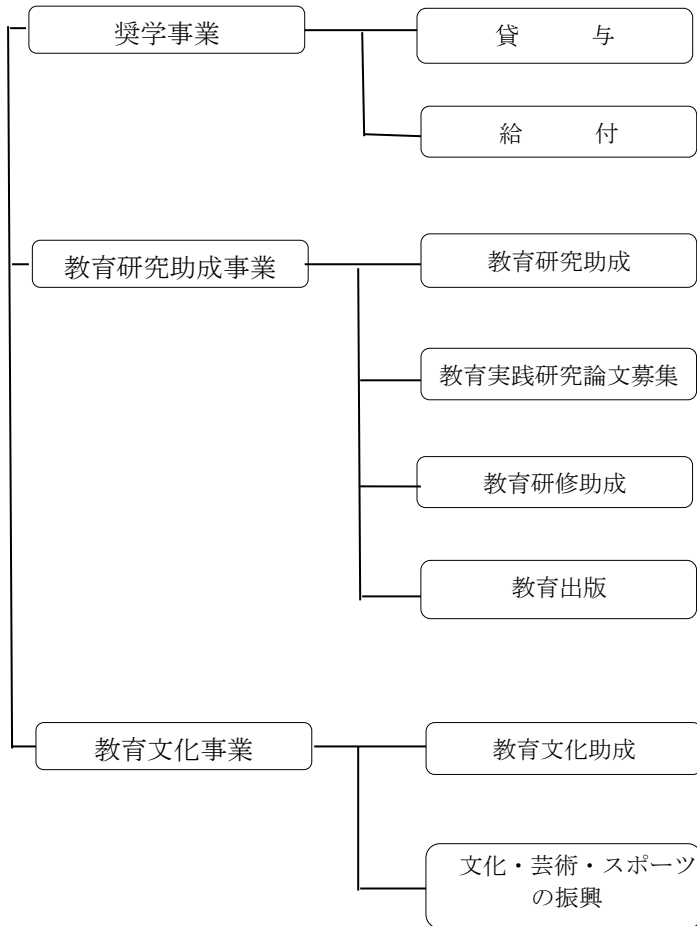 奨学事業
貸　　与
給　　付
教育研究助成事業
教育研究助成
教育実践研究論文募集
教育研修助成
教育出版
教育文化事業
教育文化助成
文化・芸術・スポーツ
の振興